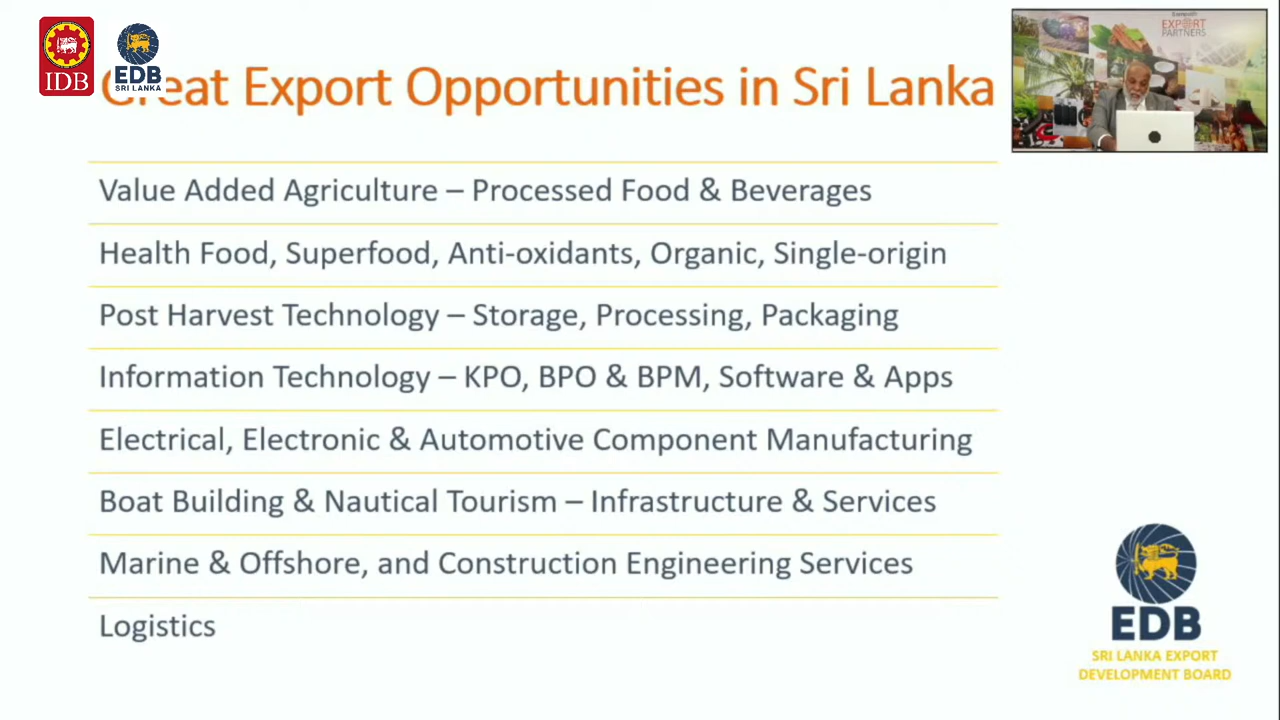 IDB
EDB
SRI LANKA
Great Export Opportunities in Sri Lanka
EXPORT
PARTNERS
Value Added Agriculture – Processed Food & Beverages
Health Food, Superfood, Anti-oxidants, Organic, Single-origin
Post Harvest Technology – Storage, Processing, Packaging
Information Technology – KPO, BPO & BPM, Software & Apps
Electrical, Electronic & Automotive Component Manufacturing
Boat Building & Nautical Tourism – Infrastructure & Services
Marine & Offshore, and Construction Engineering Services
Logistics
EDB
SRI LANKA EXPORT
DEVELOPMENT BOARD